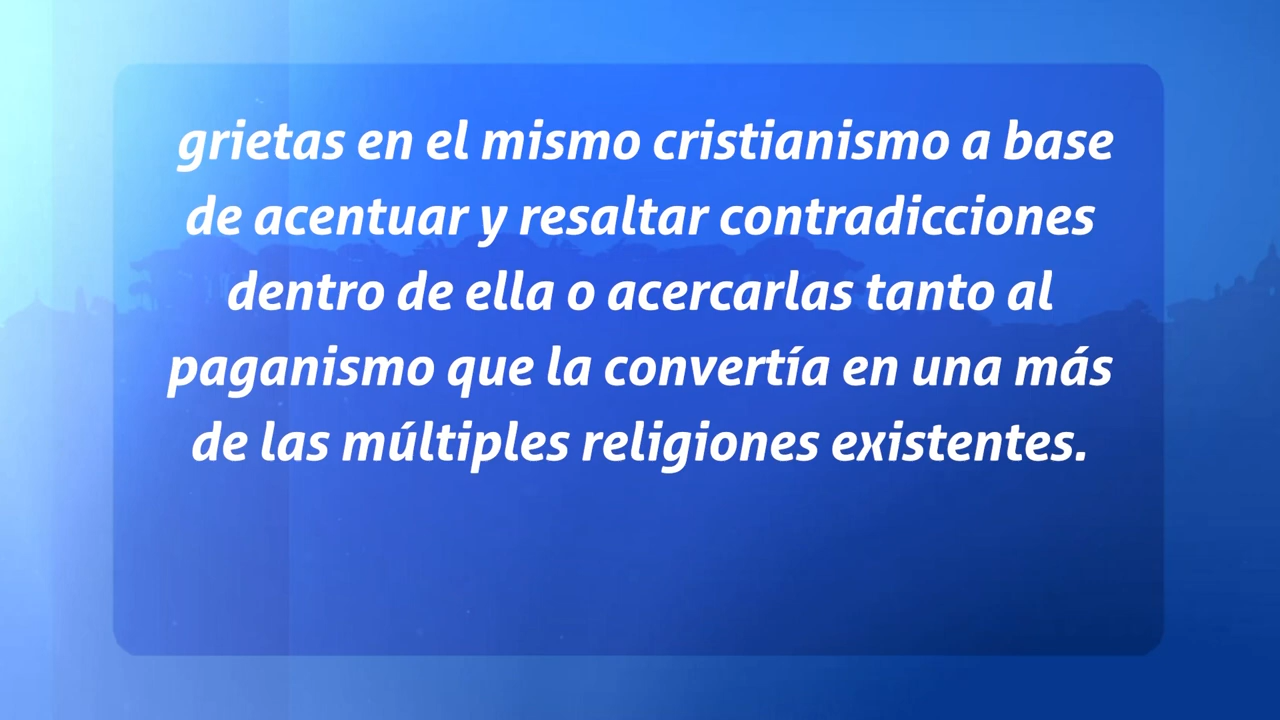 grietas en el mismo cristianismo a base
de acentuar y resaltar contradicciones
dentro de ella o acercarlas tanto al
paganismo que la convertía en una más
de las múltiples religiones existentes.